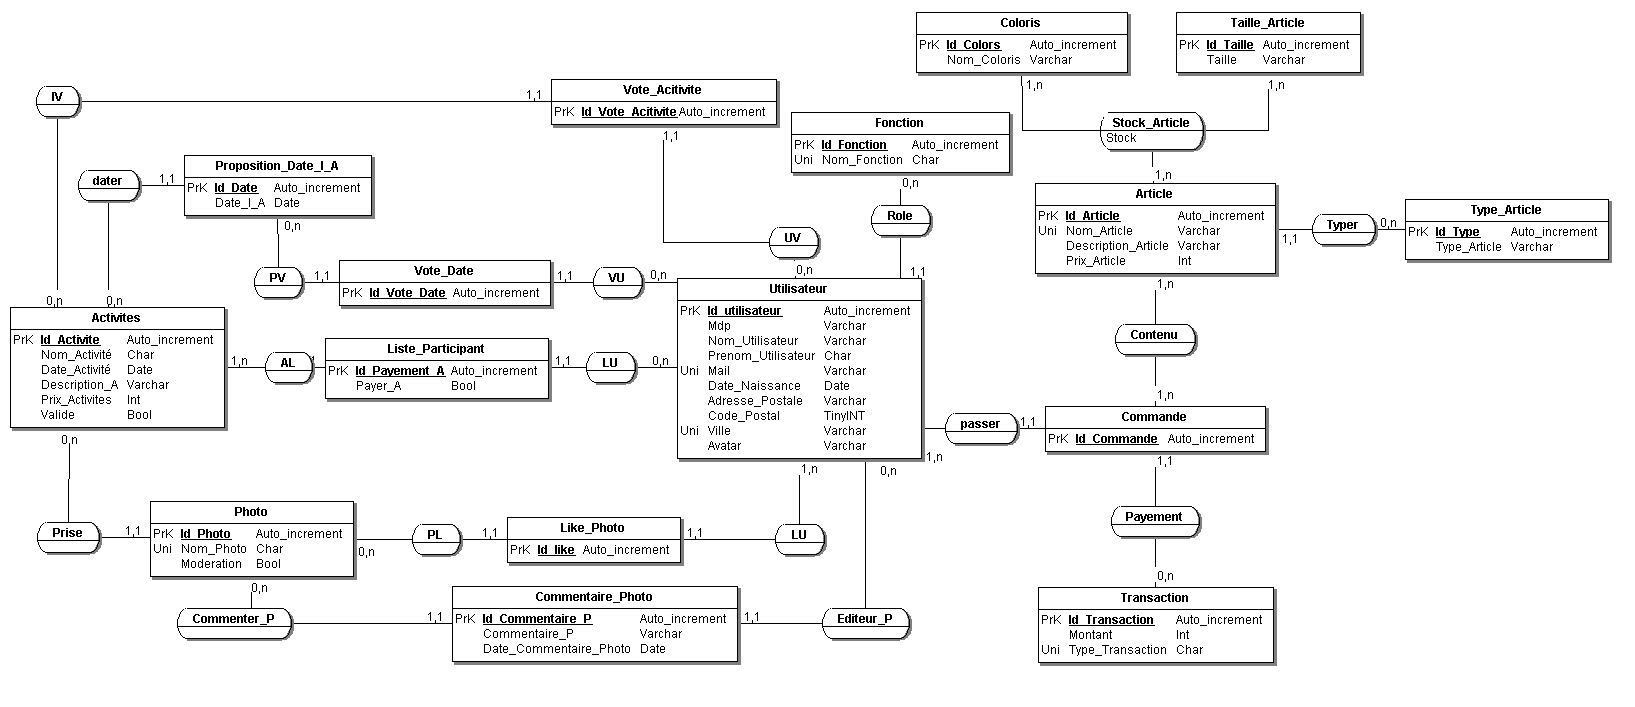 Coloris
PrK Id_Colors Auto_increment
Nom_Coloris Varchar
1,n
Taille_Article
PrK Id_Taille Auto_increment
Taille Varchar
1,n
Stock_Article
Stock
1,n
IV
0,n
1,1
Vote_Acitivite
PrK Id_Vote_Acitivite Auto_increment
1,1
Fonction
PrK Id_Fonction Auto_increment
Uni Nom_Fonction Char
0,n
Role
1,1
dater
1,1
0,n
Proposition_Date_I_A
PrK Id_Date Auto_increment
Date_I_A Date
0,n
UV
0,n
Article
PrK Id_Article Auto_increment
Uni Nom_Article Varchar
Description_Article Varchar
Prix_Article Int
1,1
Typer
0,n
Type_Article
PrK Id_Type Auto_increment
Type_Article Varchar
1,n
PV
1,1
Vote_Date
PrK Id_Vote_Date Auto_increment
1,1
VU
0,n
Utilisateur
PrK Id_utilisateur Auto_increment
Mdp Varchar
Nom_Utilisateur Varchar
Prenom_Utilisateur Char
Uni Mail Varchar
Date_Naissance Date
Adresse_Postale Varchar
Code_Postal TinyINT
Uni Ville Varchar
Avatar Varchar
Activites
PrK Id_Activite Auto_increment
Nom_Activité Char
Date_Activité Date
Description_A Varchar
Prix_Activites Int
Valide Bool
1,n
AL
1
Liste_Participant
PrK Id_Payement_A Auto_increment
Payer_A Bool
1,1
LU
0,n
Contenu
1,n
passer
1,n
1,1
Commande
PrK Id_Commande Auto_increment
1,1
0,n
Prise
1,1
Photo
PrK Id_Photo Auto_increment
Uni Nom_Photo Char
Moderation Bool
0,n
PL
1,1
Like_Photo
PrK Id_like Auto_increment
1,1
LU
1,n
0,n
Payement
0,n
Transaction
PrK Id_Transaction Auto_increment
Montant Int
Uni Type_Transaction Char
0,n
Commenter_P
1,1
Commentaire_Photo
PrK Id_Commentaire_P Auto_increment
Commentaire_P Varchar
Date_Commentaire_Photo Date
1,1
Editeur_P